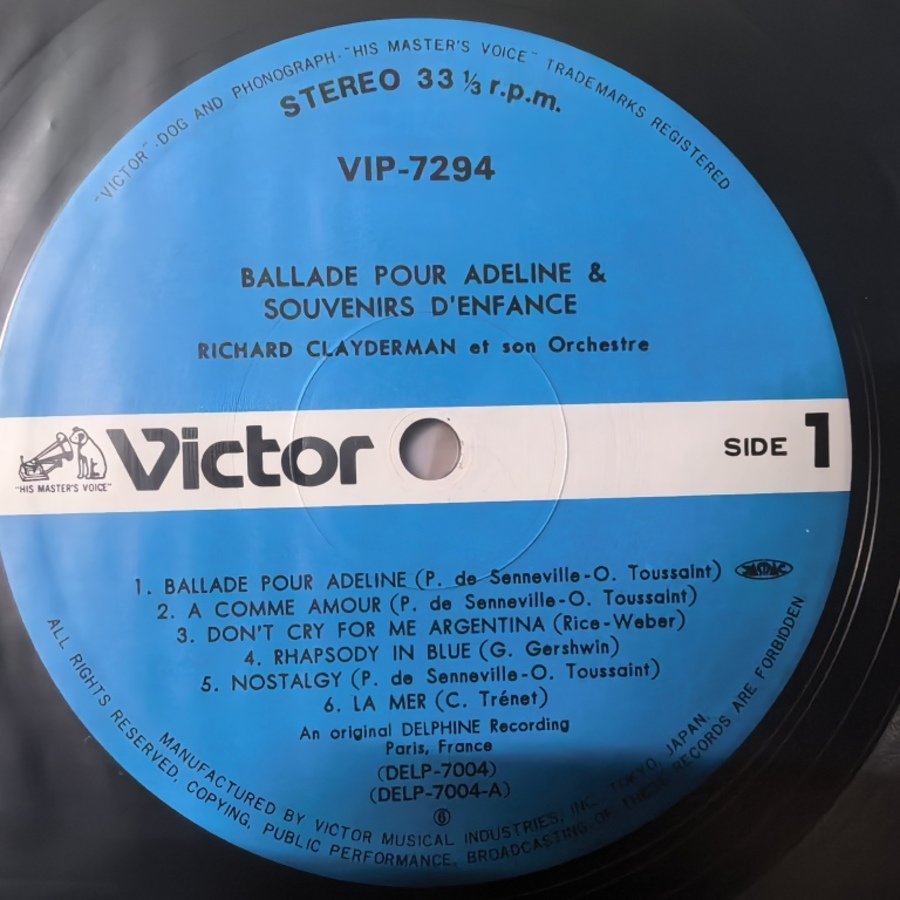 "VICTOR"·DOG AND PHONOGRAPH·"HIS MASTER'S VOICE" TRADEMARKS REGISTERED
STEREO 33 ⅓ r.p.m.
VIP-7294
BALLADE POUR ADELINE &
SOUVENIRS D'ENFANCE
RICHARD CLAYDERMAN et son Orchestre
"HIS MASTER'S VOICE"
Victor
SIDE 1
1. BALLADE POUR ADELINE (P. de Senneville-O. Toussaint)
2. A COMME AMOUR (P. de Senneville-O. Toussaint)
3. DON'T CRY FOR ME ARGENTINA (Rice-Weber)
4. RHAPSODY IN BLUE (G. Gershwin)
5. NOSTALGY (P. de Senneville-O. Toussaint)
6. LA MER (C. Trénet)
An original DELPHINE Recording
Paris, France
(DELP-7004)
(DELP-7004-A)
⑥
MANUFACTURED BY VICTOR MUSICAL INDUSTRIES, INC. TOKYO, JAPAN.
ALL RIGHTS RESERVED, COPYING, PUBLIC PERFORMANCE, BROADCASTING OF THESE RECORDS ARE FORBIDDEN